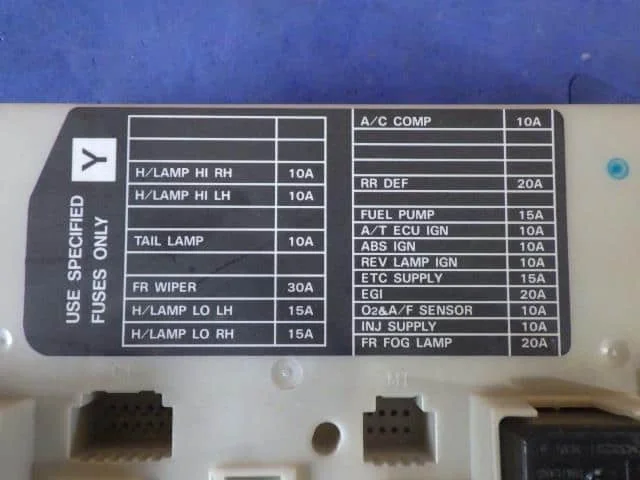 USE SPECIFIED
FUSES ONLY
Y
H/LAMP HI RH 10A
H/LAMP HI LH 10A
TAIL LAMP 10A
FR WIPER 30A
H/LAMP LO LH 15A
H/LAMP LO RH 15A
A/C COMP 10A
RR DEF 20A
FUEL PUMP 15A
A/T ECU IGN 10A
ABS IGN 10A
REV LAMP IGN 10A
ETC SUPPLY 15A
EGI 20A
O2&A/F SENSOR 10A
INJ SUPPLY 10A
FR FOG LAMP 20A
M1